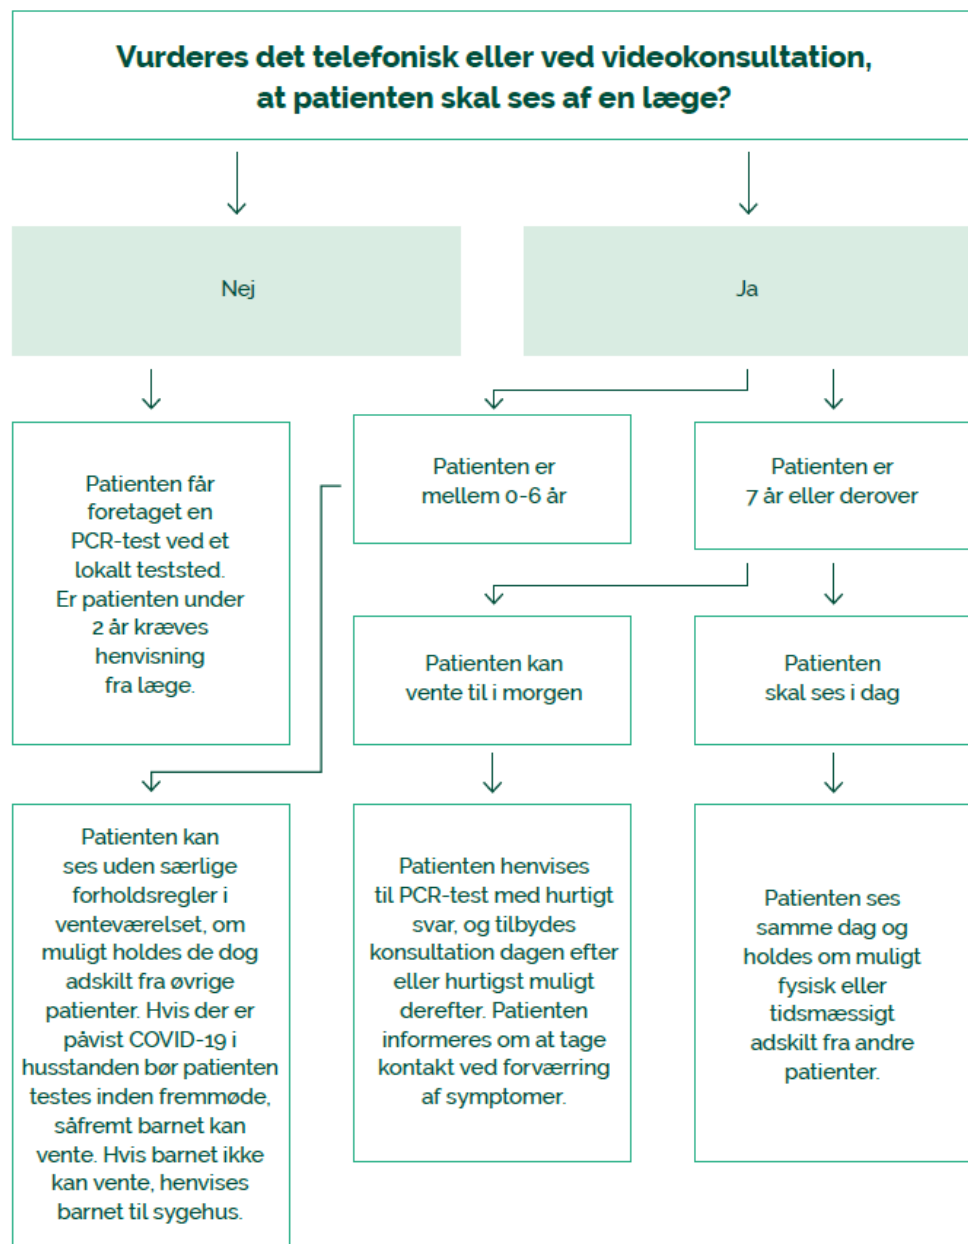 Vurderes det telefonisk eller ved videokonsultation,
at patienten skal ses af en læge?
Nej
Ja
Patienten får
foretaget en
PCR-test ved et
lokalt teststed.
Er patienten under
2 år kræves
henvisning
fra læge.
Patienten er
mellem 0-6 år
Patienten er
7 år eller derover
Patienten kan
vente til i morgen
Patienten
skal ses i dag
Patienten kan
ses uden særlige
forholdsregler i
venteværelset, om
muligt holdes de dog
adskilt fra øvrige
patienter. Hvis der er
påvist COVID-19 i
husstanden bør patienten
testes inden fremmøde,
såfremt barnet kan
vente. Hvis barnet ikke
kan vente, henvises
barnet til sygehus.
Patienten henvises
til PCR-test med hurtigt
svar, og tilbydes
konsultation dagen efter
eller hurtigst muligt
derefter. Patienten
informeres om at tage
kontakt ved forværring
af symptomer.
Patienten ses
samme dag og
holdes om muligt
fysisk eller
tidsmæssigt
adskilt fra andre
patienter.